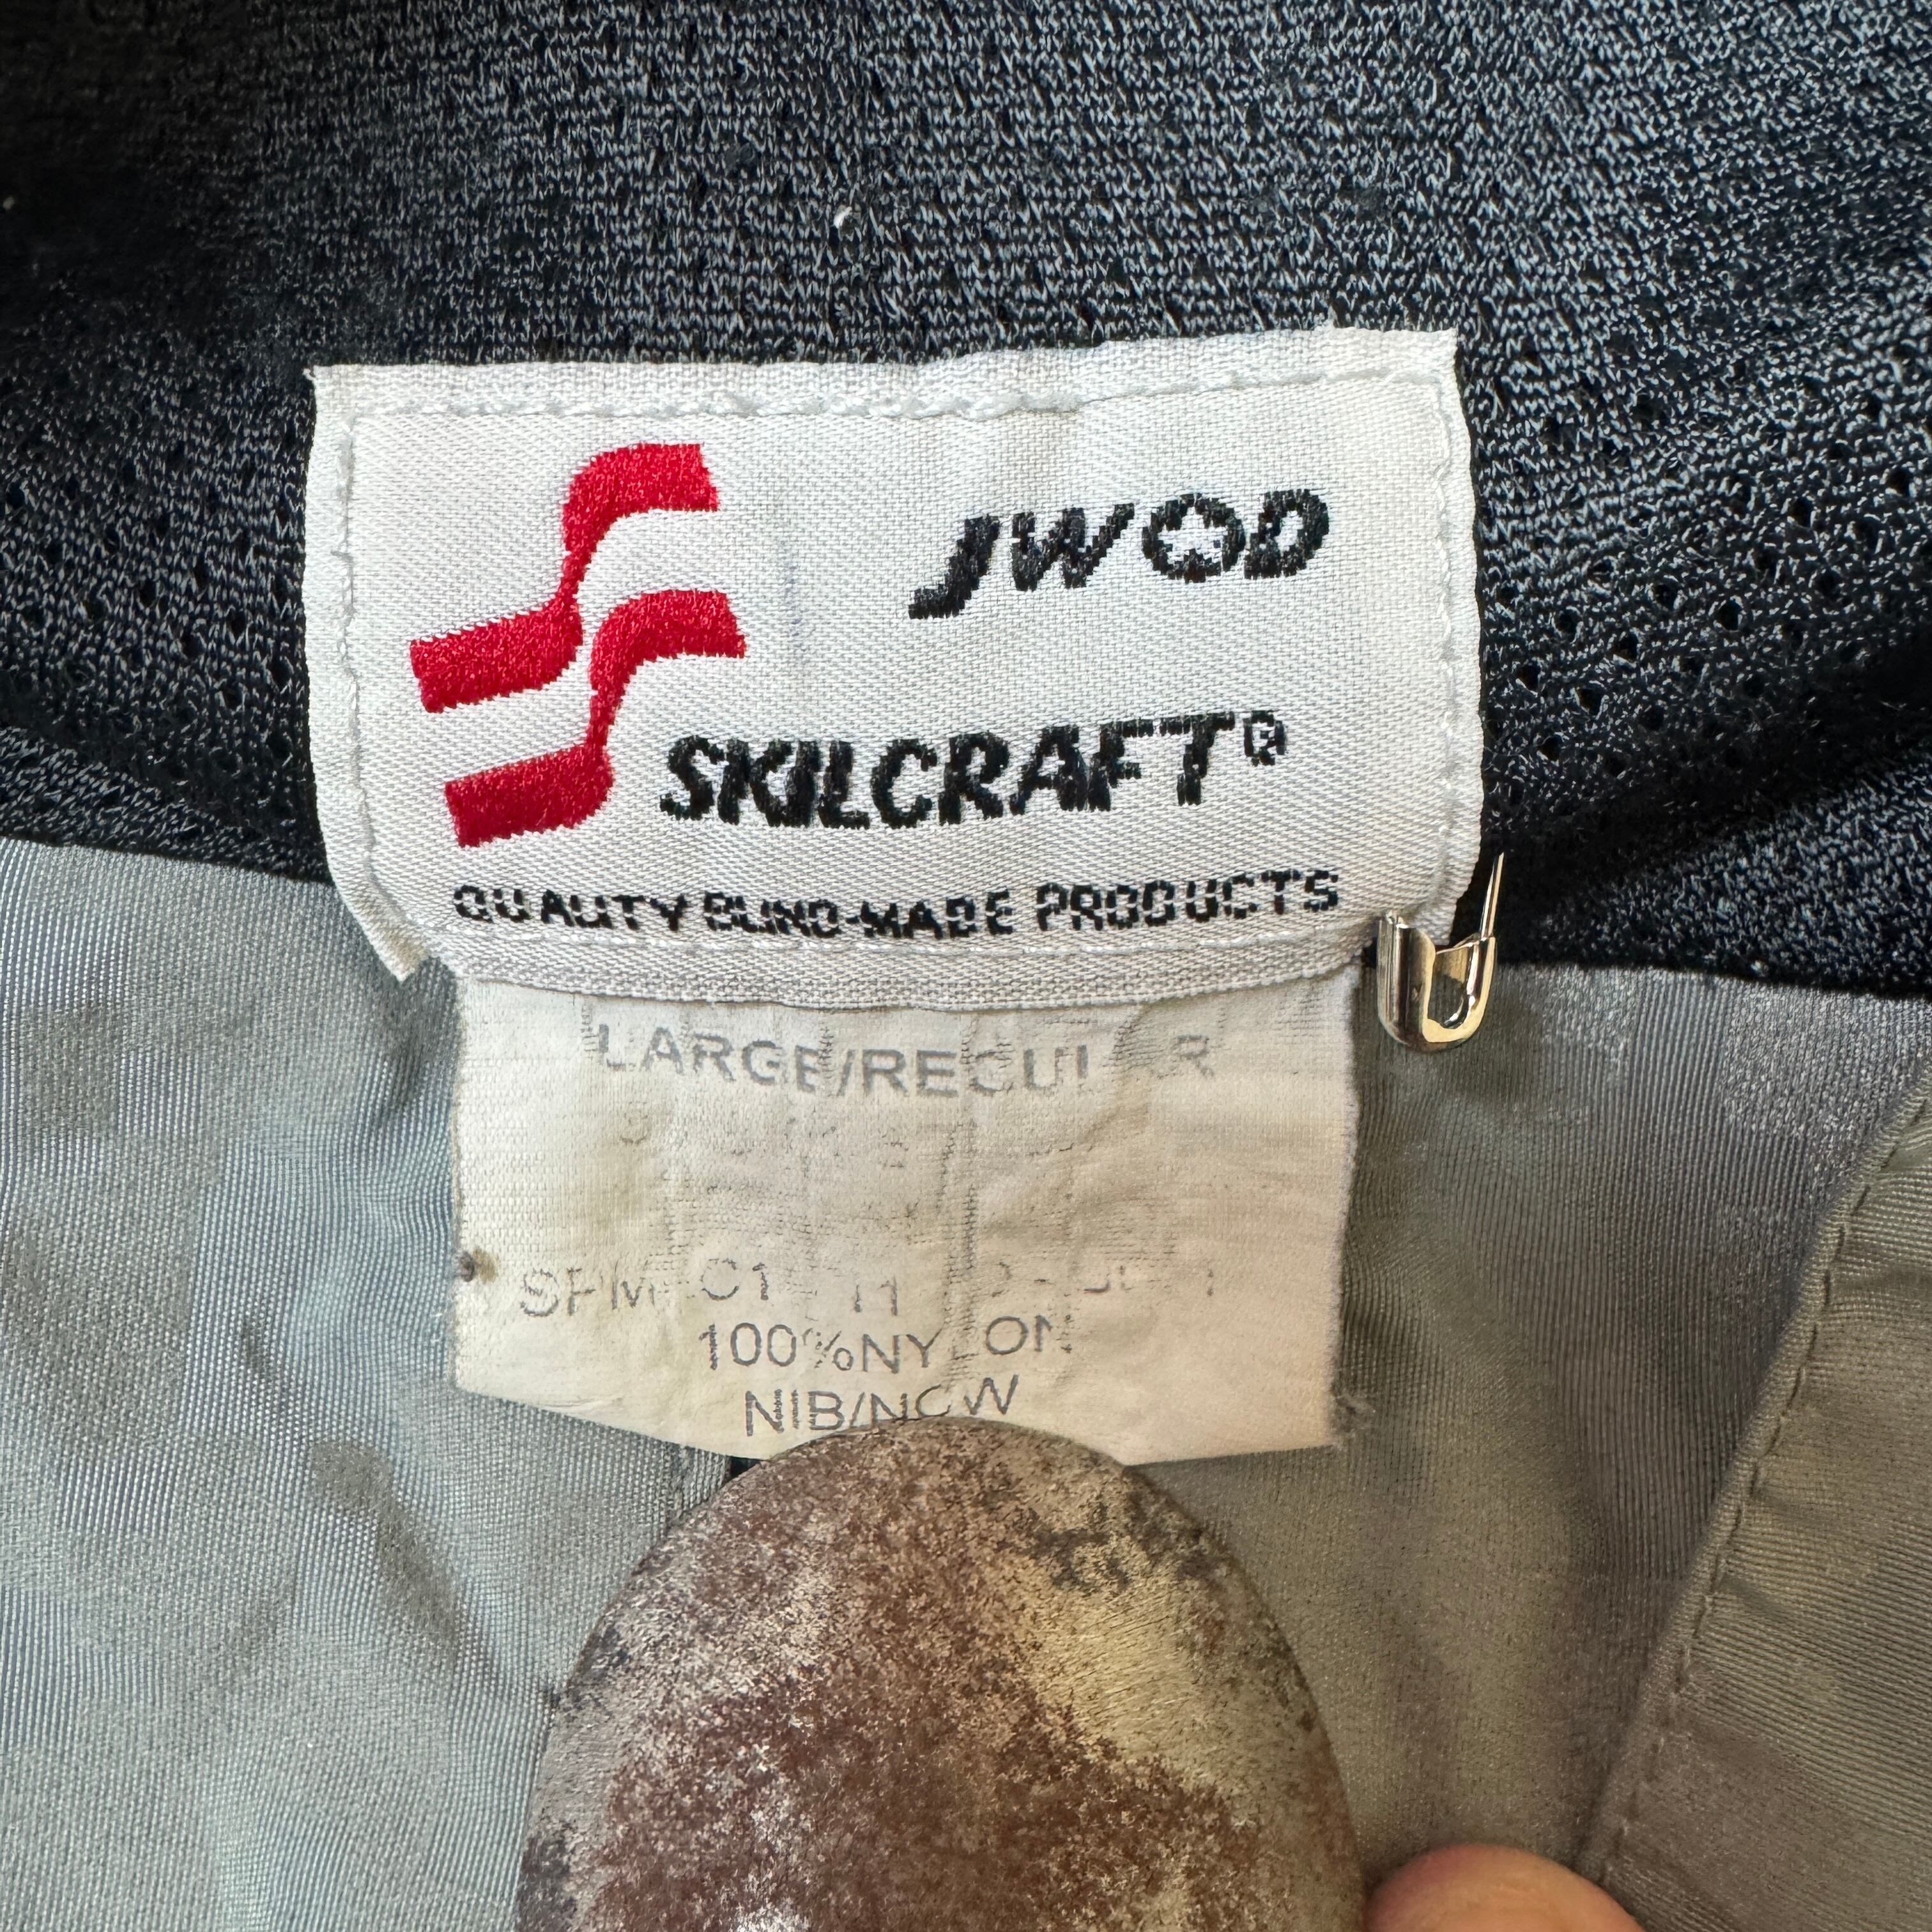 JWOD
SKILCRAFT®
QUALITY BLIND-MADE PRODUCTS
LARGE/REGULAR
100%NYLON
NIB/NCW